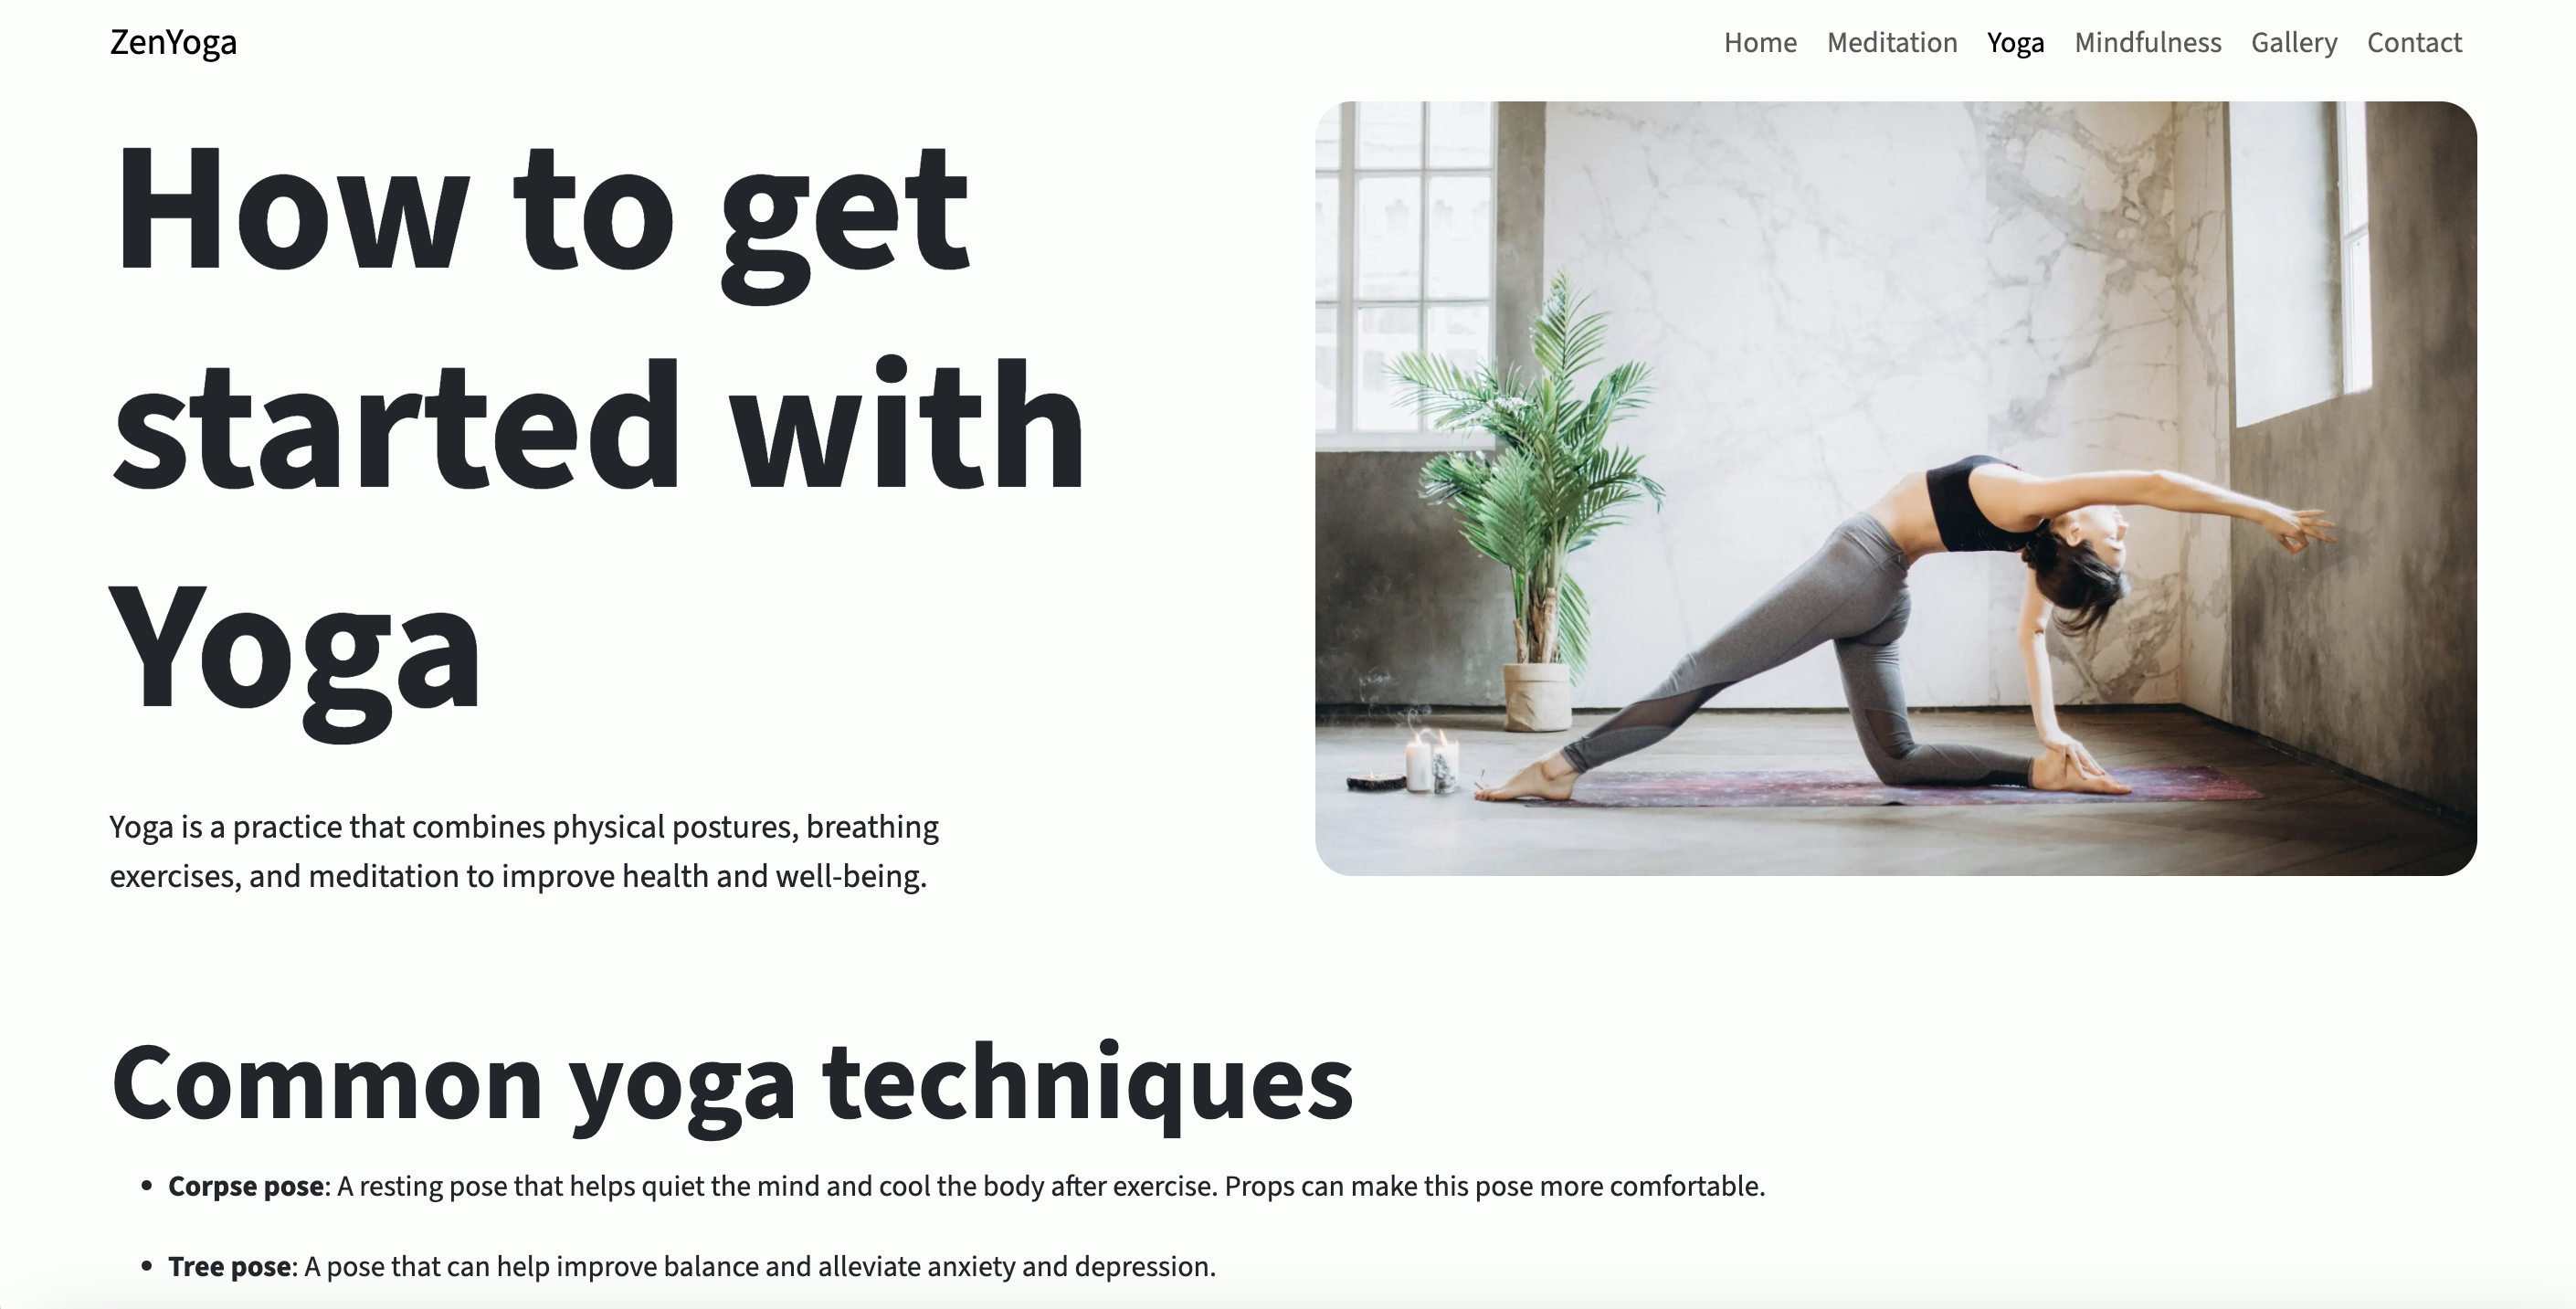 ZenYoga
Home Meditation Yoga Mindfulness Gallery Contact
How to get
started with
Yoga
Yoga is a practice that combines physical postures, breathing
exercises, and meditation to improve health and well-being.
Common yoga techniques
• Corpse pose: A resting pose that helps quiet the mind and cool the body after exercise. Props can make this pose more comfortable.
• Tree pose: A pose that can help improve balance and alleviate anxiety and depression.